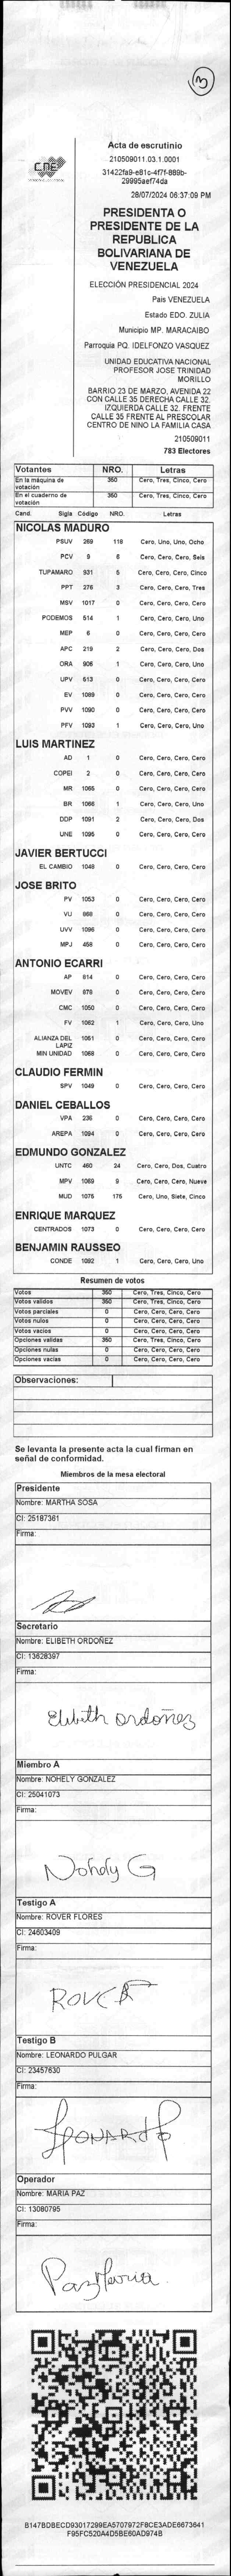 3
CNE
Acta de escrutinio
210509011.03.1.0001
31422fa9-e81c-4f7f-889b-
29995aef74da
28/07/2024 06:37:09 PM
PRESIDENTA O
PRESIDENTE DE LA
REPUBLICA
BOLIVARIANA DE
VENEZUELA
ELECCIÓN PRESIDENCIAL 2024
Pais VENEZUELA
Estado EDO. ZULIA
Municipio MP. MARACAIBO
Parroquia PQ. IDELFONZO VASQUEZ
UNIDAD EDUCATIVA NACIONAL
PROFESOR JOSE TRINIDAD
MORILLO
BARRIO 23 DE MARZO, AVENIDA 22
CON CALLE 35 DERECHA CALLE 32.
IZQUIERDA CALLE 32. FRENTE
CALLE 35 FRENTE AL PRESCOLAR
CENTRO DE NINO LA FAMILIA CASA
210509011
783 Electores
Votantes NRO. Letras
En la máquina de votación 350 Cero, Tres, Cinco, Cero
En el cuaderno de votación 350 Cero, Tres, Cinco, Cero
Cand. Sigla Código NRO. Letras
NICOLAS MADURO
PSUV 269 118 Cero, Uno, Uno, Ocho
PCV 9 6 Cero, Cero, Cero, Seis
TUPAMARO 931 5 Cero, Cero, Cero, Cinco
PPT 276 3 Cero, Cero, Cero, Tres
MSV 1017 0 Cero, Cero, Cero, Cero
PODEMOS 514 1 Cero, Cero, Cero, Uno
MEP 6 0 Cero, Cero, Cero, Cero
APC 219 2 Cero, Cero, Cero, Dos
ORA 906 1 Cero, Cero, Cero, Uno
UPV 513 0 Cero, Cero, Cero, Cero
EV 1089 0 Cero, Cero, Cero, Cero
PVV 1090 0 Cero, Cero, Cero, Cero
PFV 1093 1 Cero, Cero, Cero, Uno
LUIS MARTINEZ
AD 1 0 Cero, Cero, Cero, Cero
COPEI 2 0 Cero, Cero, Cero, Cero
MR 1065 0 Cero, Cero, Cero, Cero
BR 1066 1 Cero, Cero, Cero, Uno
DDP 1091 2 Cero, Cero, Cero, Dos
UNE 1095 0 Cero, Cero, Cero, Cero
JAVIER BERTUCCI
EL CAMBIO 1048 0 Cero, Cero, Cero, Cero
JOSE BRITO
PV 1053 0 Cero, Cero, Cero, Cero
VU 868 0 Cero, Cero, Cero, Cero
UVV 1096 0 Cero, Cero, Cero, Cero
MPJ 458 0 Cero, Cero, Cero, Cero
ANTONIO ECARRI
AP 814 0 Cero, Cero, Cero, Cero
MOVEV 979 0 Cero, Cero, Cero, Cero
CMC 1050 0 Cero, Cero, Cero, Cero
FV 1062 1 Cero, Cero, Cero, Uno
ALIANZA DEL LAPIZ 1051 0 Cero, Cero, Cero, Cero
MIN UNIDAD 1068 0 Cero, Cero, Cero, Cero
CLAUDIO FERMIN
SPV 1049 0 Cero, Cero, Cero, Cero
DANIEL CEBALLOS
VPA 236 0 Cero, Cero, Cero, Cero
AREPA 1094 0 Cero, Cero, Cero, Cero
EDMUNDO GONZALEZ
UNTC 460 24 Cero, Cero, Dos, Cuatro
MPV 1069 9 Cero, Cero, Cero, Nueve
MUD 1075 175 Cero, Uno, Siete, Cinco
ENRIQUE MARQUEZ
CENTRADOS 1073 0 Cero, Cero, Cero, Cero
BENJAMIN RAUSSEO
CONDE 1092 1 Cero, Cero, Cero, Uno
Resumen de votos
Votos 350 Cero, Tres, Cinco, Cero
Votos validos 350 Cero, Tres, Cinco, Cero
Votos parciales 0 Cero, Cero, Cero, Cero
Votos nulos 0 Cero, Cero, Cero, Cero
Votos vacios 0 Cero, Cero, Cero, Cero
Opciones validas 350 Cero, Tres, Cinco, Cero
Opciones nulas 0 Cero, Cero, Cero, Cero
Opciones vacias 0 Cero, Cero, Cero, Cero
Observaciones:
Se levanta la presente acta la cual firman en
señal de conformidad.
Miembros de la mesa electoral
Presidente
Nombre: MARTHA SOSA
CI: 25187361
Firma:
Secretario
Nombre: ELIBETH ORDOÑEZ
CI: 13628397
Firma:
Elibeth ordoñez
Miembro A
Nombre: NOHELY GONZALEZ
CI: 25041073
Firma:
Nohely G
Testigo A
Nombre: ROVER FLORES
CI: 24603409
Firma:
ROVER
Testigo B
Nombre: LEONARDO PULGAR
CI: 23457630
Firma:
LEONARDO
Operador
Nombre: MARIA PAZ
CI: 13080795
Firma:
Paz Maria
B147BDBECD93017299EA5707972F8CE3ADE6673641
F95FC520A4D5BE60AD974B